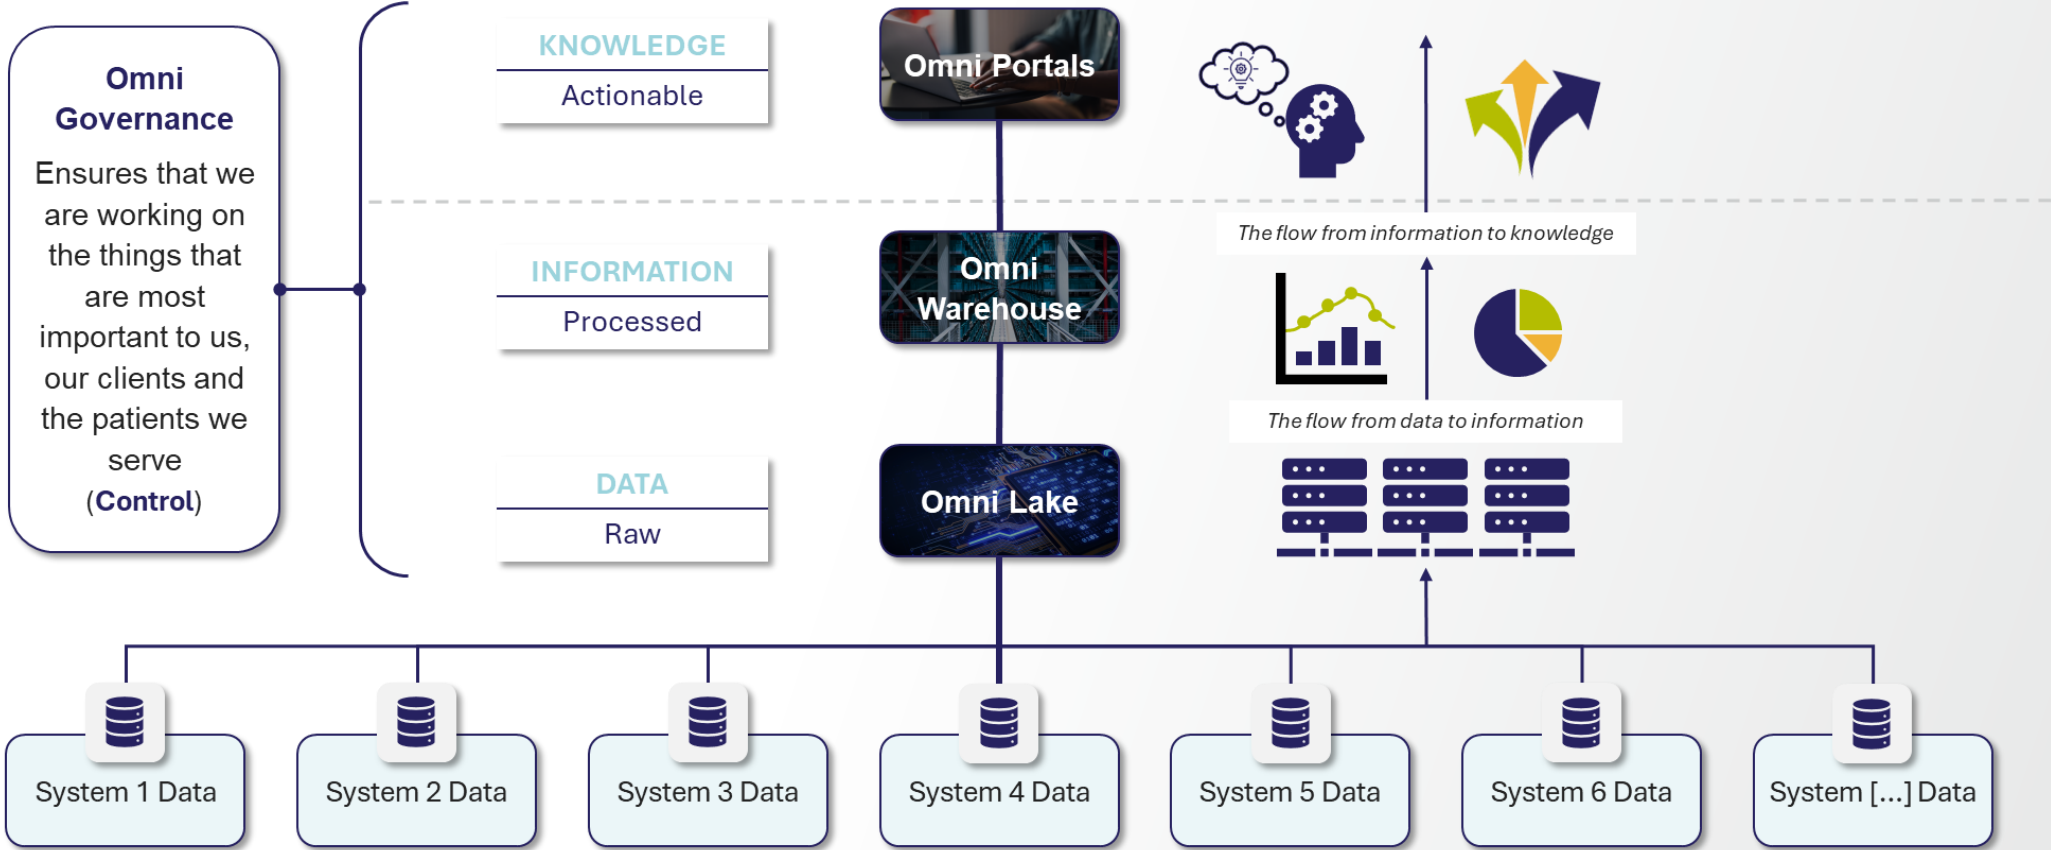 Omni
Governance
Ensures that we
are working on
the things that
are most
important to us,
our clients and
the patients we
serve
(Control)
KNOWLEDGE
Actionable
Omni Portals
The flow from information to knowledge
INFORMATION
Processed
Omni
Warehouse
The flow from data to information
DATA
Raw
Omni Lake
System 1 Data
System 2 Data
System 3 Data
System 4 Data
System 5 Data
System 6 Data
System [...] Data